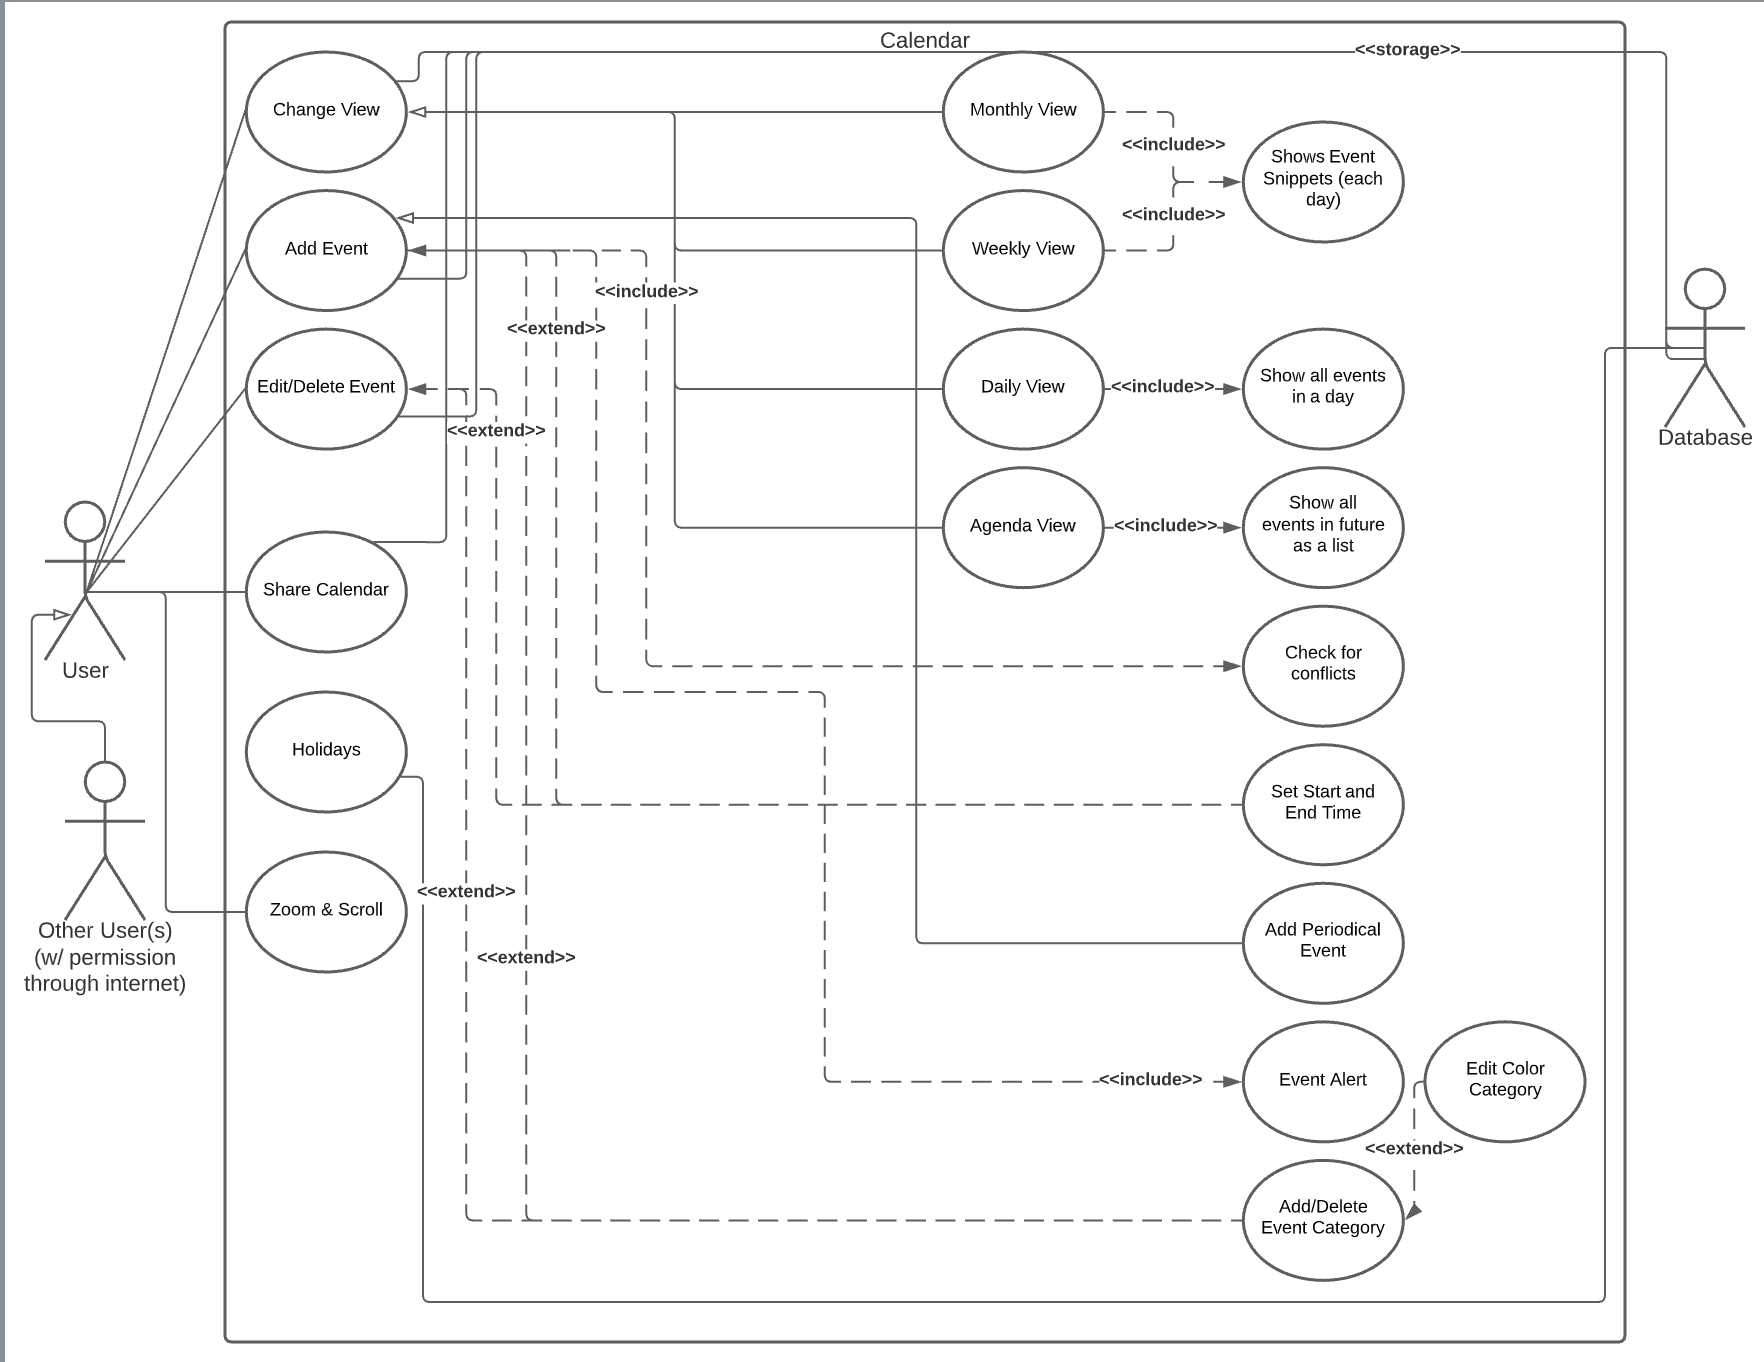 Calendar
<<storage>>
Change View
Monthly View
<<include>>
Shows Event
Snippets (each
day)
<<include>>
Add Event
Weekly View
<<include>>
<<extend>>
Edit/Delete Event
Daily View
<<include>>
Show all events
in a day
<<extend>>
Database
Agenda View
<<include>>
Show all
events in future
as a list
Share Calendar
User
Check for
conflicts
Holidays
Set Start and
End Time
<<extend>>
Zoom & Scroll
Other User(s)
(w/ permission
through internet)
<<extend>>
Add Periodical
Event
<<include>>
Event Alert
Edit Color
Category
<<extend>>
Add/Delete
Event Category